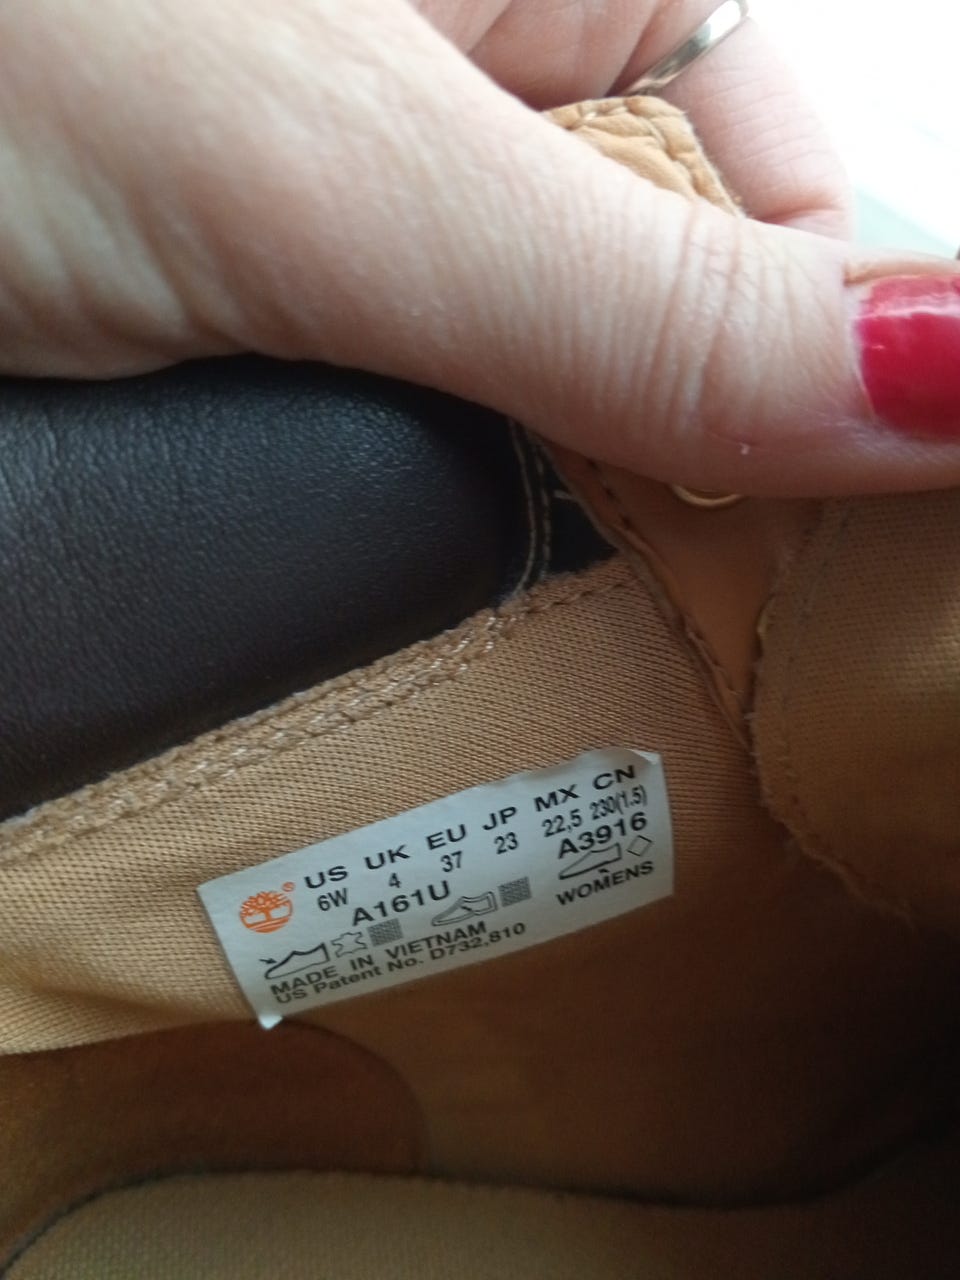 US UK EU JP MX CN
6W 4 37 23 22,5 230(1.5)
A161U A3916
WOMENS
MADE IN VIETNAM
US Patent No. D732,810
®